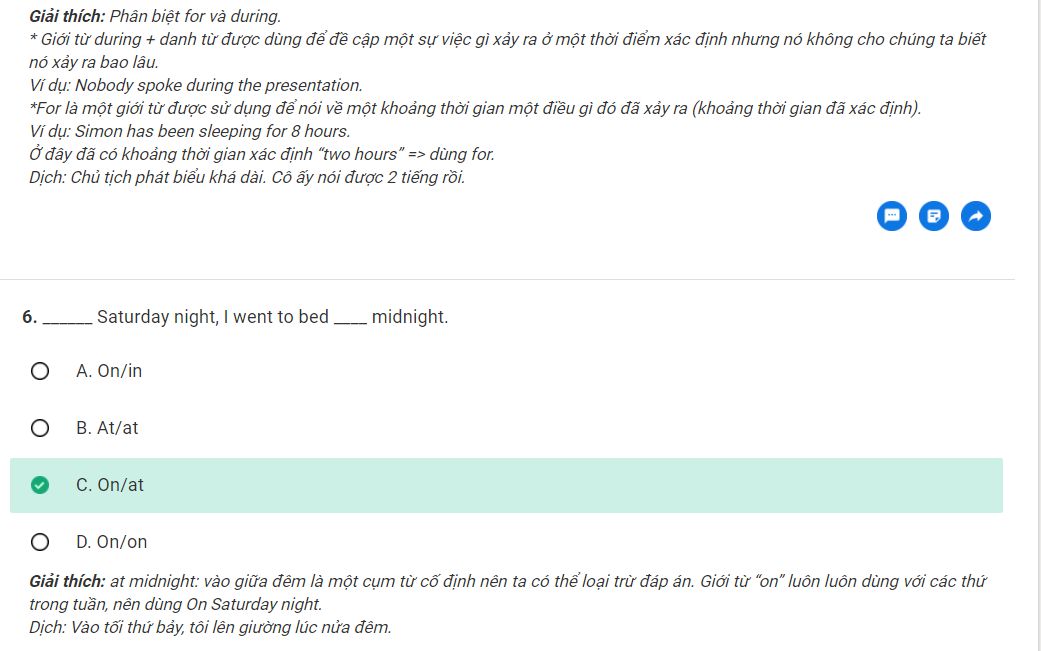 Giải thích: Phân biệt for và during.
* Giới từ during + danh từ được dùng để đề cập một sự việc gì xảy ra ở một thời điểm xác định nhưng nó không cho chúng ta biết
nó xảy ra bao lâu.
Ví dụ: Nobody spoke during the presentation.
*For là một giới từ được sử dụng để nói về một khoảng thời gian một điều gì đó đã xảy ra (khoảng thời gian đã xác định).
Ví dụ: Simon has been sleeping for 8 hours.
Ở đây đã có khoảng thời gian xác định “two hours” => dùng for.
Dịch: Chủ tịch phát biểu khá dài. Cô ấy nói được 2 tiếng rồi.
6. ______ Saturday night, I went to bed ____ midnight.
A. On/in
B. At/at
C. On/at
D. On/on
Giải thích: at midnight: vào giữa đêm là một cụm từ cố định nên ta có thể loại trừ đáp án. Giới từ “on” luôn luôn dùng với các thứ
trong tuần, nên dùng On Saturday night.
Dịch: Vào tối thứ bảy, tôi lên giường lúc nửa đêm.